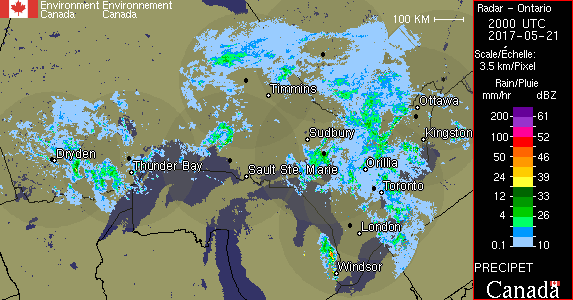 Environment Environnement
Canada Canada
100 KM
Radar - Ontario
2000 UTC
2017-05-21
Scale/Échelle:
3.5 km/Pixel
Rain/Pluie
mm/hr dBZ
200 61
100 52
50 46
24 39
12 33
4 26
0.1 10
PRECIPET
Canada
Timmins
Ottawa
Sudbury
Kingston
Dryden
Thunder Bay
Sault Ste. Marie
Orillia
Toronto
London
Windsor